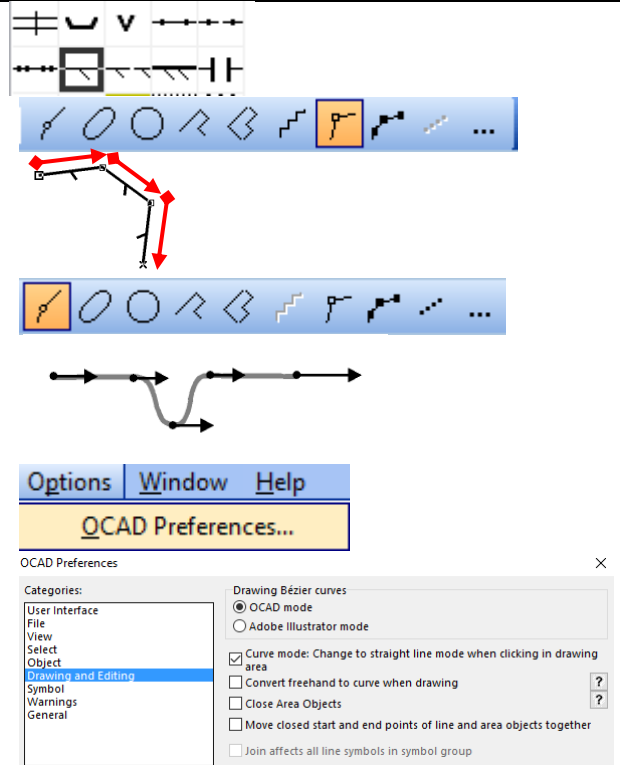 Options Window Help
OCAD Preferences...
OCAD Preferences
Categories:
User Interface
File
View
Select
Object
Drawing and Editing
Symbol
Warnings
General
Drawing Bézier curves
OCAD mode
Adobe Illustrator mode
Curve mode: Change to straight line mode when clicking in drawing
area
Convert freehand to curve when drawing
?
Close Area Objects
?
Move closed start and end points of line and area objects together
Join affects all line symbols in symbol group